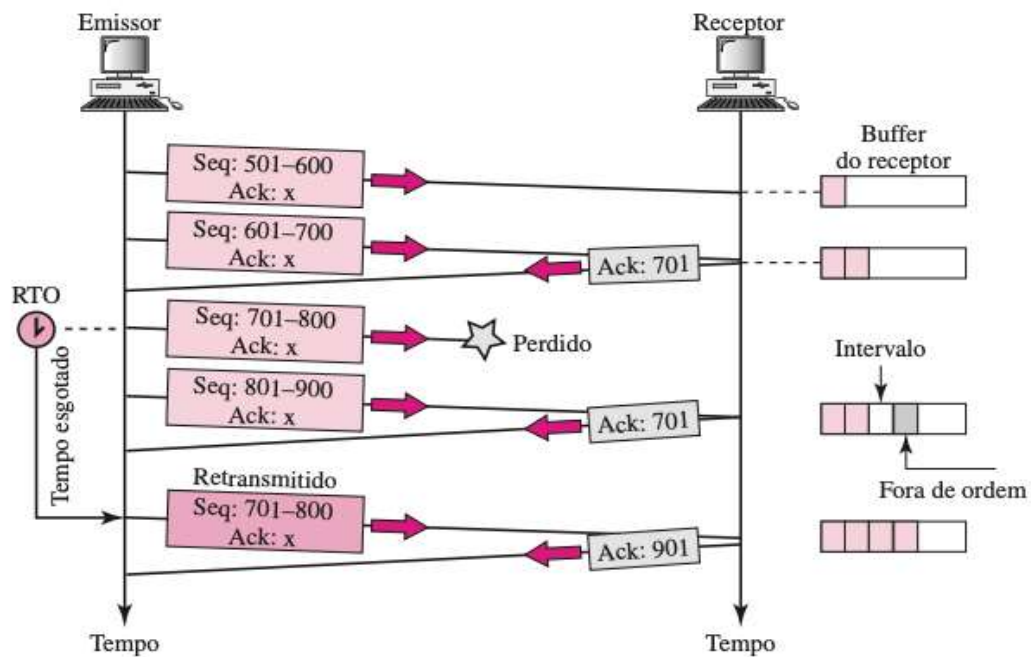 Emissor
Receptor
Buffer
do receptor
Seq: 501–600
Ack: x
Seq: 601–700
Ack: x
Ack: 701
RTO
Tempo esgotado
Seq: 701–800
Ack: x
Perdido
Intervalo
Seq: 801–900
Ack: x
Ack: 701
Fora de ordem
Retransmitido
Seq: 701–800
Ack: x
Ack: 901
Tempo
Tempo